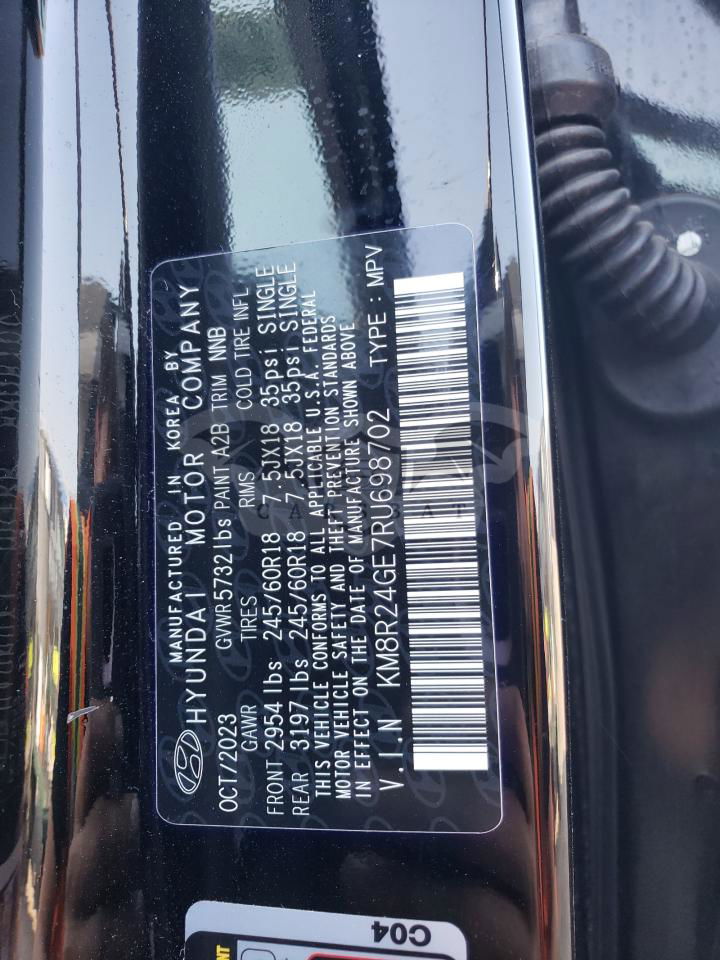 MANUFACTURED IN KOREA BY
HYUNDAI MOTOR COMPANY
OCT/2023 GVWR 5732 lbs PAINT A2B TRIM NNB
GAWR TIRES RIMS COLD TIRE INFL
FRONT 2954 lbs 245/60R18 7.5JX18 35psi SINGLE
REAR 3197 lbs 245/60R18 7.5JX18 35psi SINGLE
THIS VEHICLE CONFORMS TO ALL APPLICABLE U.S.A. FEDERAL
MOTOR VEHICLE SAFETY AND THEFT PREVENTION STANDARDS
IN EFFECT ON THE DATE OF MANUFACTURE SHOWN ABOVE
V.I.N KM8R24GE7RU698702 TYPE : MPV
C04